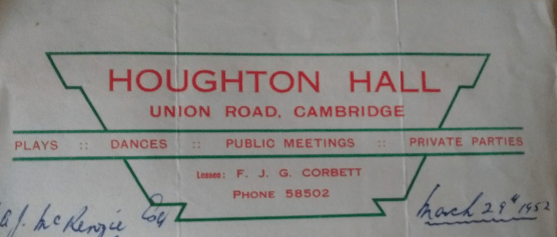 HOUGHTON HALL
UNION ROAD, CAMBRIDGE
PLAYS :: DANCES :: PUBLIC MEETINGS :: PRIVATE PARTIES
Lessee: F. J. G. CORBETT
PHONE 58502
a.J. McKenzie Esq
March 29th 1952